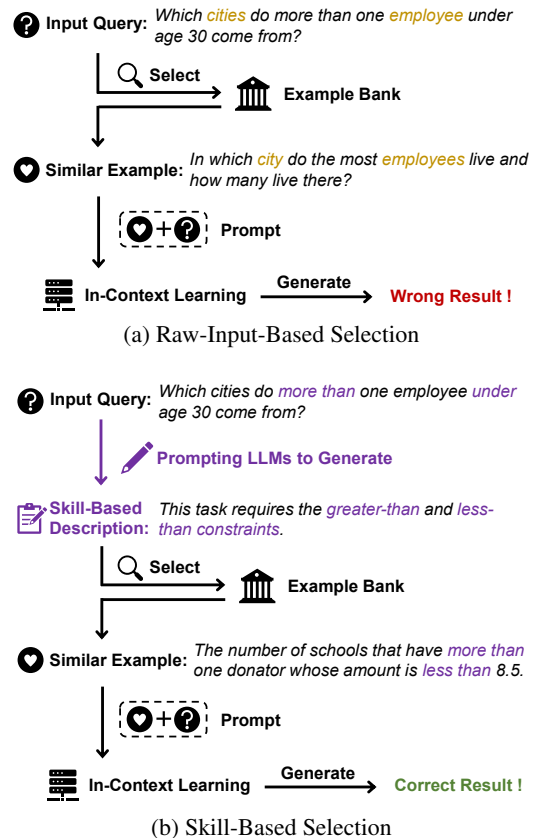 Input Query: Which cities do more than one employee under
age 30 come from?
Select
Example Bank
Similar Example: In which city do the most employees live and
how many live there?
+ ? Prompt
In-Context Learning Generate Wrong Result !
(a) Raw-Input-Based Selection
Input Query: Which cities do more than one employee under
age 30 come from?
Prompting LLMs to Generate
Skill-Based This task requires the greater-than and less-
Description: than constraints.
Select
Example Bank
Similar Example: The number of schools that have more than
one donator whose amount is less than 8.5.
+ ? Prompt
In-Context Learning Generate Correct Result !
(b) Skill-Based Selection